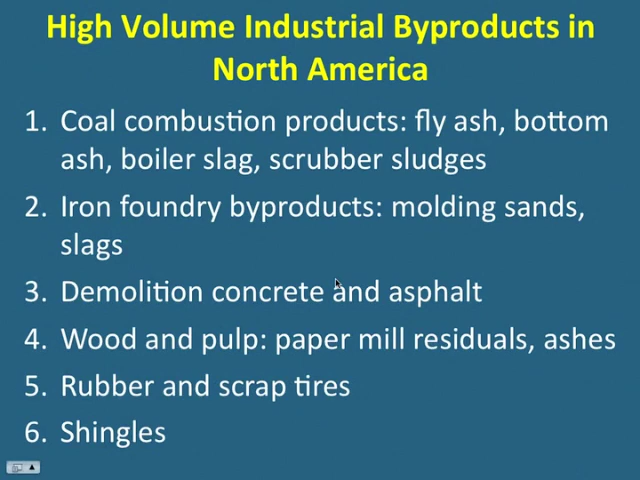 High Volume Industrial Byproducts in
North America
1. Coal combustion products: fly ash, bottom
ash, boiler slag, scrubber sludges
2. Iron foundry byproducts: molding sands,
slags
3. Demolition concrete and asphalt
4. Wood and pulp: paper mill residuals, ashes
5. Rubber and scrap tires
6. Shingles